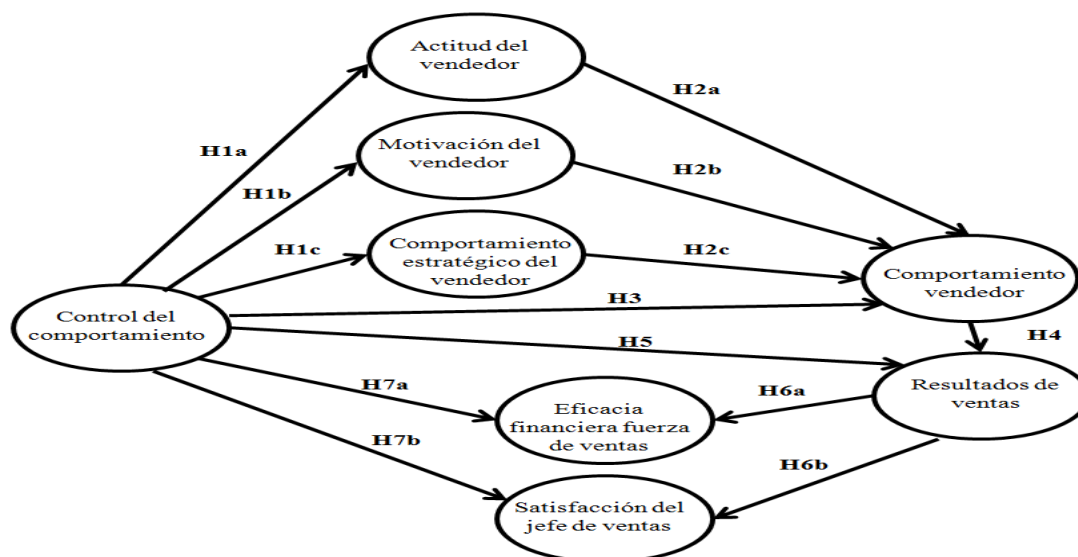 Actitud del
vendedor
H2a
Motivación del
vendedor
H1a
H2b
H1b
Comportamiento
estratégico del
vendedor
H1c
H2c
Comportamiento
vendedor
H3
Control del
comportamiento
H5
H4
H7a
H6a
Resultados de
ventas
Eficacia
financiera fuerza
de ventas
H7b
H6b
Satisfacción del
jefe de ventas